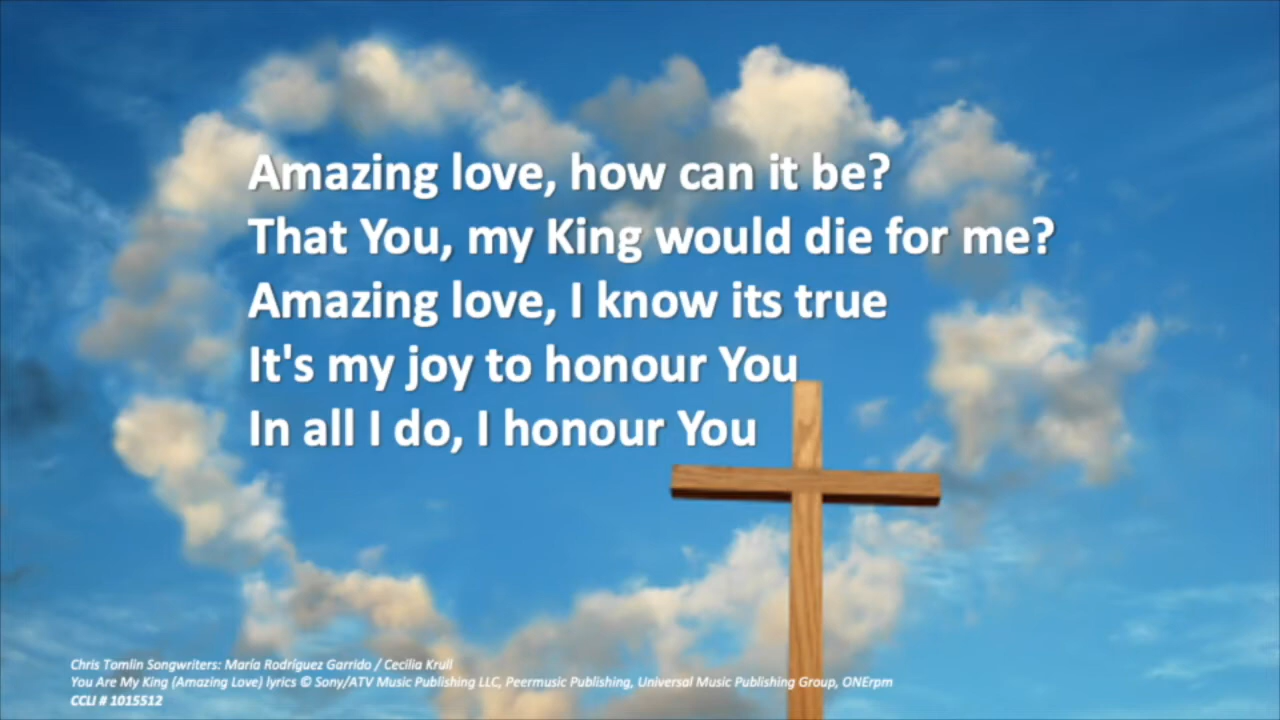 Amazing love, how can it be?
That You, my King would die for me?
Amazing love, I know its true
It's my joy to honour You
In all I do, I honour You
Chris Tomlin Songwriters: María Rodríguez Garrido / Cecilia Krull
You Are My King (Amazing Love) lyrics © Sony/ATV Music Publishing LLC, Peermusic Publishing, Universal Music Publishing Group, ONErpm
CCLI # 1015512